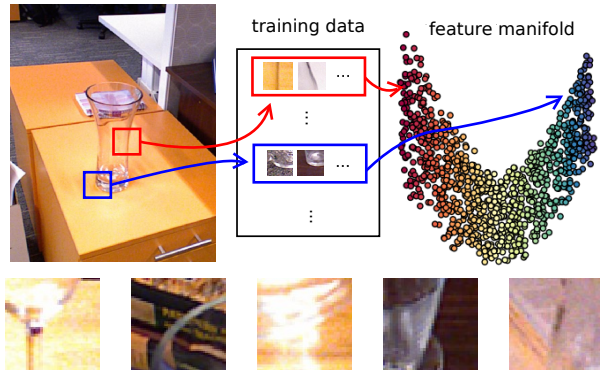 training data
feature manifold
...
⋮
...
⋮